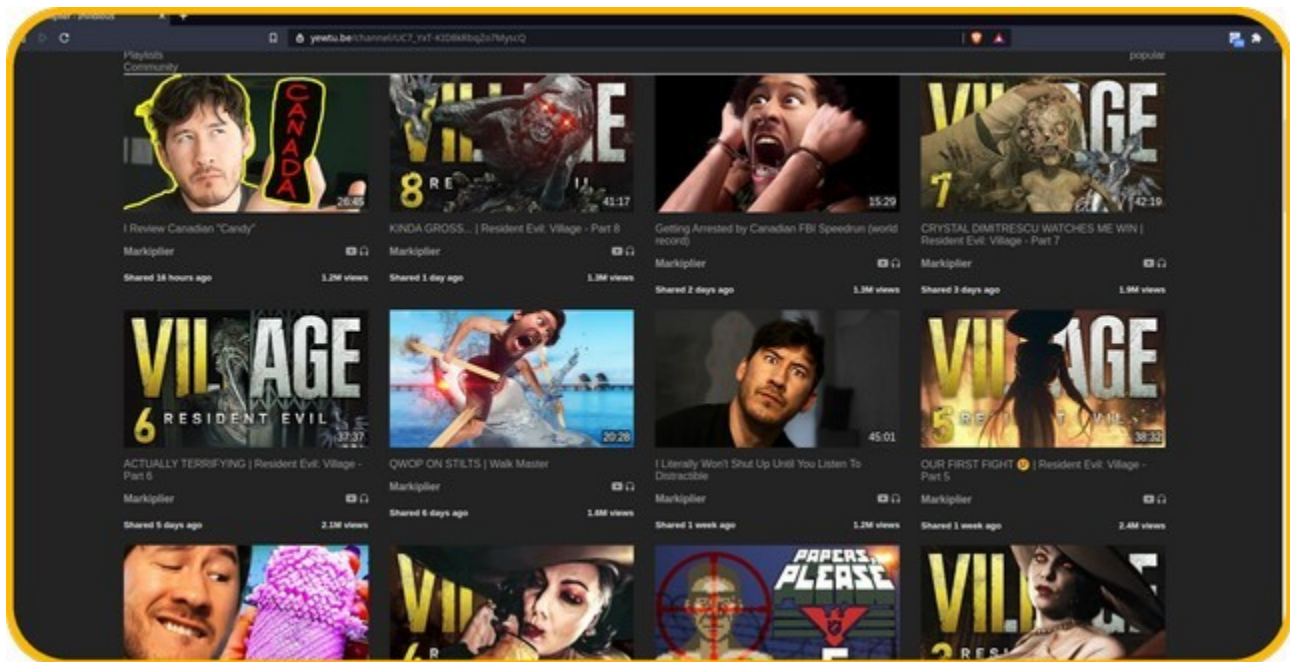 yewtu.be/channel/UC7_YxT-KID8kRbqZo7MyscQ
Playlists
popular
Community
CANADA
26:45
VILLAGE
8
41:17
15:29
VILLAGE
7
42:19
I Review Canadian "Candy"
KINDA GROSS... | Resident Evil: Village - Part 8
Getting Arrested by Canadian FBI Speedrun (world
record)
CRYSTAL DIMITRESCU WATCHES ME WIN |
Resident Evil: Village - Part 7
Markiplier
Markiplier
Markiplier
Markiplier
Shared 16 hours ago
1.2M views
Shared 1 day ago
1.3M views
Shared 2 days ago
1.3M views
Shared 3 days ago
1.9M views
VILLAGE
RESIDENT EVIL
6
37:37
20:28
45:01
VILLAGE
5
38:32
ACTUALLY TERRIFYING | Resident Evil: Village -
Part 6
QWOP ON STILTS | Walk Master
I Literally Won't Shut Up Until You Listen To
Distractible
OUR FIRST FIGHT 😉 | Resident Evil: Village -
Part 5
Markiplier
Markiplier
Markiplier
Markiplier
Shared 5 days ago
2.1M views
Shared 6 days ago
1.6M views
Shared 1 week ago
1.2M views
Shared 1 week ago
2.4M views
PAPERS,
PLEASE